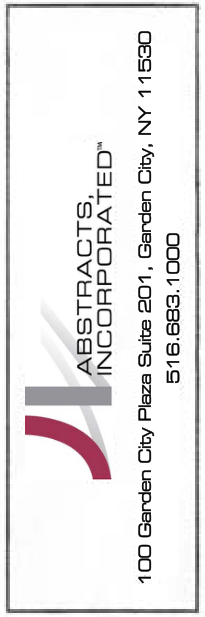 ABSTRACTS,
INCORPORATED™
100 Garden City Plaza Suite 201, Garden City, NY 11530
516.683.1000